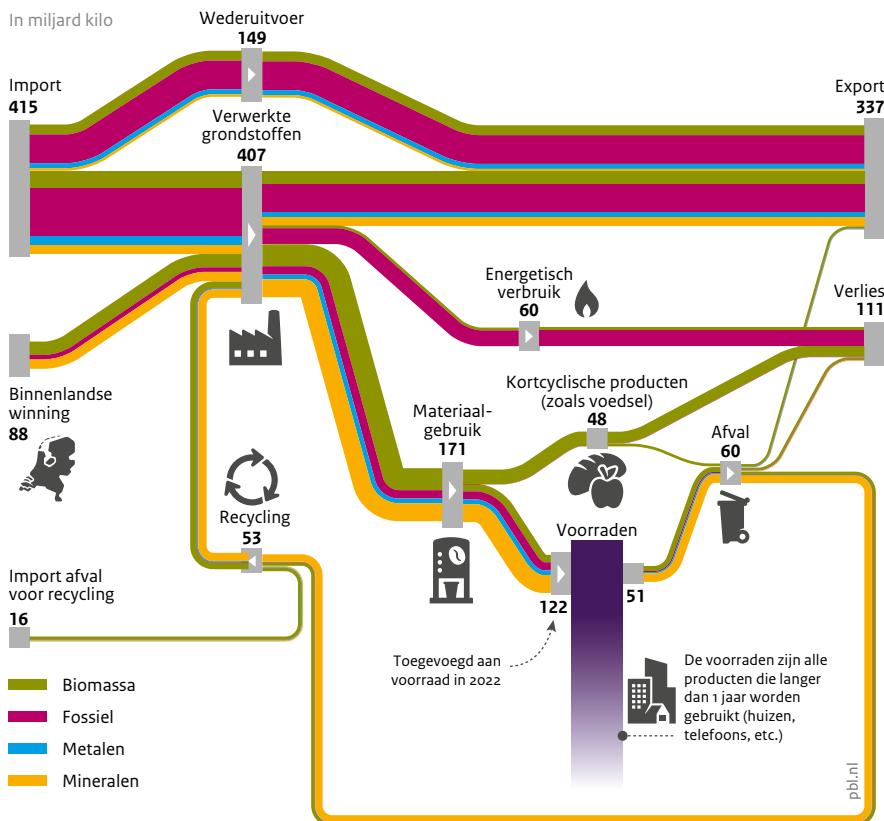 In miljard kilo
Wederuitvoer
149
Import
415
Export
337
Verwerkte
grondstoffen
407
Energetisch
verbruik
60
Verlies
111
Binnenlandse
winning
88
Kortcyclische producten
(zoals voedsel)
48
Materiaal-
gebruik
171
Afval
60
Recycling
53
Voorraden
122
51
Import afval
voor recycling
16
Toegevoegd aan
voorraad in 2022
De voorraden zijn alle
producten die langer
dan 1 jaar worden
gebruikt (huizen,
telefoons, etc.)
Biomassa
Fossiel
Metalen
Mineralen
pbl.nl